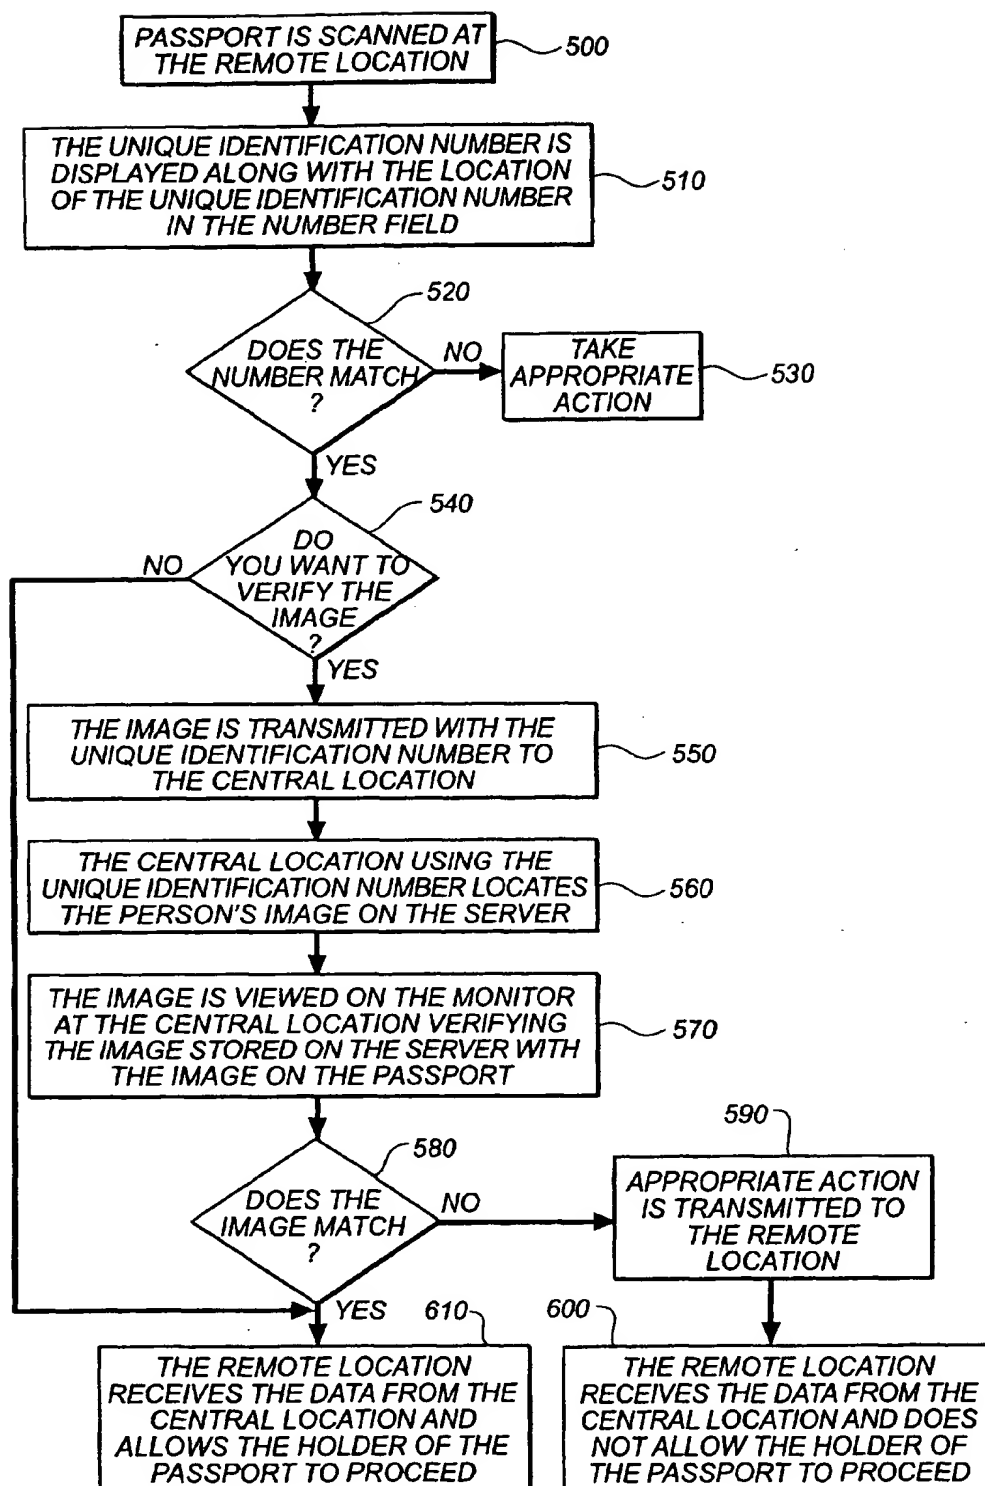 PASSPORT IS SCANNED AT
THE REMOTE LOCATION
500
THE UNIQUE IDENTIFICATION NUMBER IS
DISPLAYED ALONG WITH THE LOCATION
OF THE UNIQUE IDENTIFICATION NUMBER
IN THE NUMBER FIELD
510
520
DOES THE
NUMBER MATCH
?
NO
TAKE
APPROPRIATE
ACTION
530
YES
540
DO
YOU WANT TO
VERIFY THE
IMAGE
?
NO
YES
THE IMAGE IS TRANSMITTED WITH THE
UNIQUE IDENTIFICATION NUMBER TO
THE CENTRAL LOCATION
550
THE CENTRAL LOCATION USING THE
UNIQUE IDENTIFICATION NUMBER LOCATES
THE PERSON'S IMAGE ON THE SERVER
560
THE IMAGE IS VIEWED ON THE MONITOR
AT THE CENTRAL LOCATION VERIFYING
THE IMAGE STORED ON THE SERVER WITH
THE IMAGE ON THE PASSPORT
570
580
DOES THE
IMAGE MATCH
?
NO
590
APPROPRIATE ACTION
IS TRANSMITTED TO
THE REMOTE
LOCATION
YES
610
THE REMOTE LOCATION
RECEIVES THE DATA FROM THE
CENTRAL LOCATION AND
ALLOWS THE HOLDER OF THE
PASSPORT TO PROCEED
600
THE REMOTE LOCATION
RECEIVES THE DATA FROM THE
CENTRAL LOCATION AND DOES
NOT ALLOW THE HOLDER OF
THE PASSPORT TO PROCEED